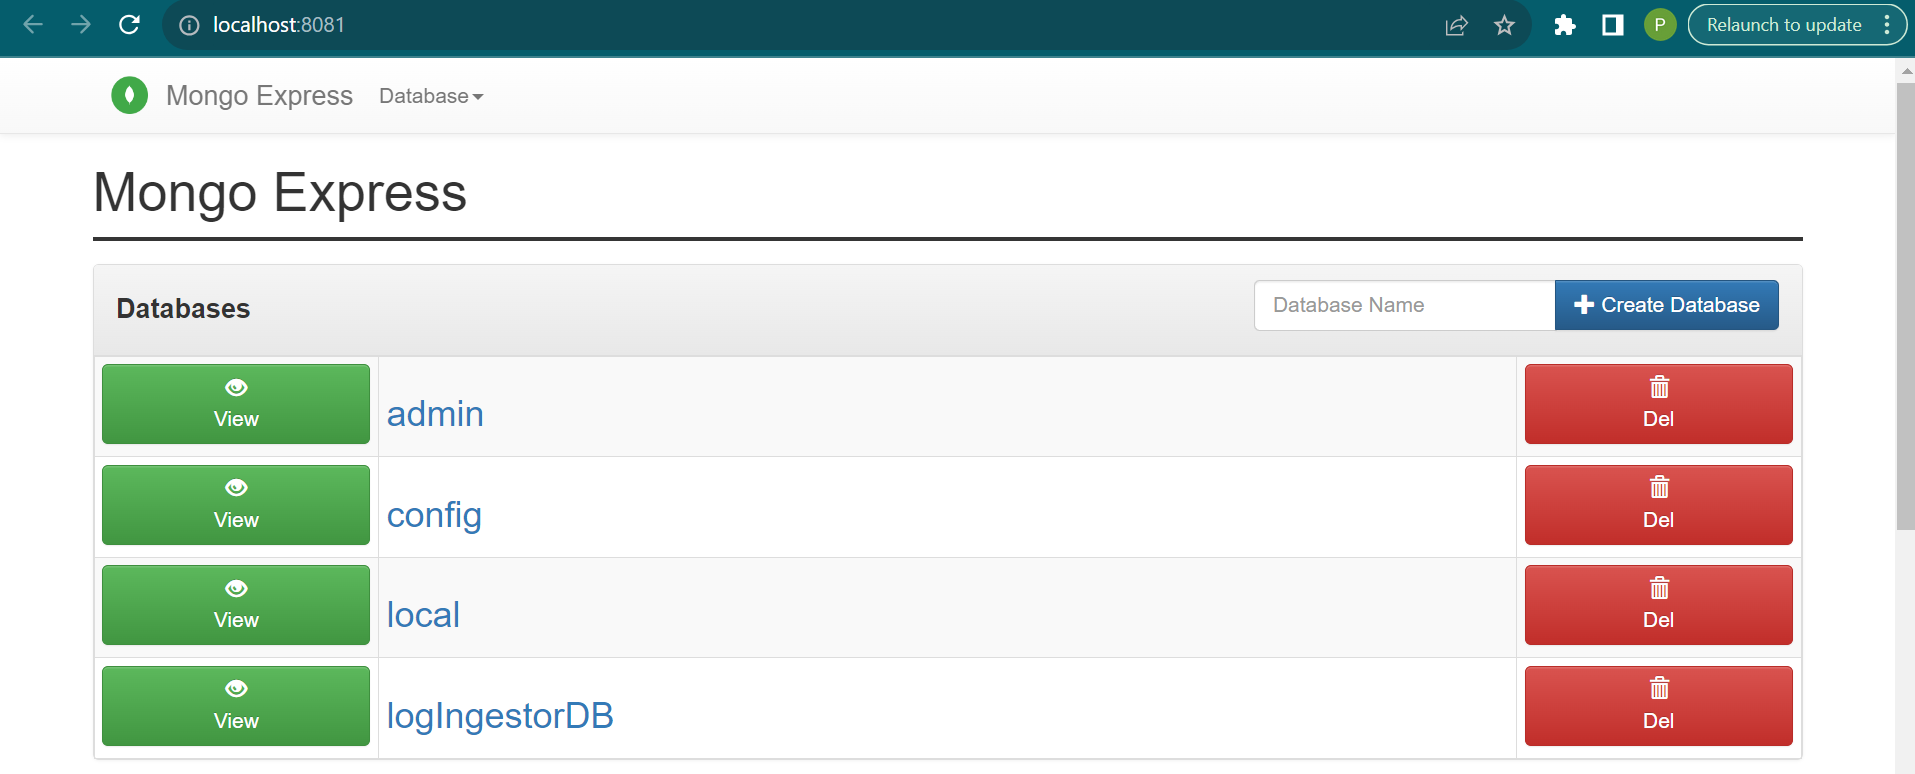 localhost:8081
P
Relaunch to update
Mongo Express Database
Mongo Express
Databases
Database Name
Create Database
View
admin
Del
View
config
Del
View
local
Del
View
logIngestorDB
Del